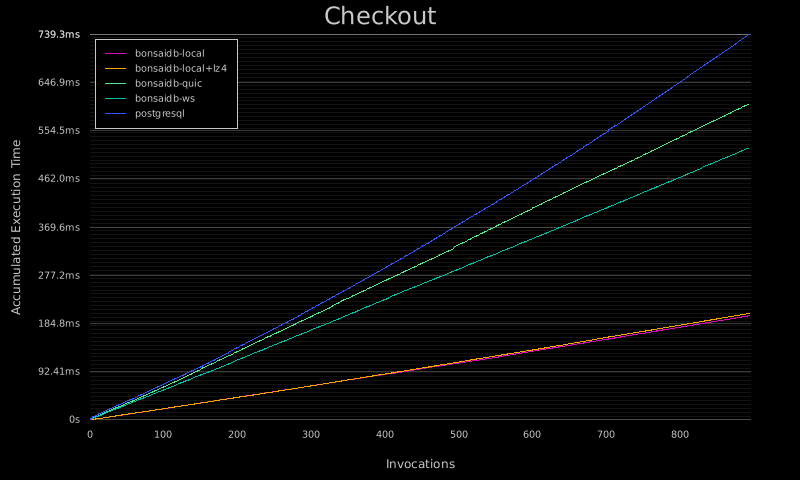 Checkout
739.3ms
646.9ms
554.5ms
462.0ms
369.6ms
277.2ms
184.8ms
92.41ms
0s
bonsaidb-local
bonsaidb-local+lz4
bonsaidb-quic
bonsaidb-ws
postgresql
Accumulated Execution Time
0 100 200 300 400 500 600 700 800
Invocations